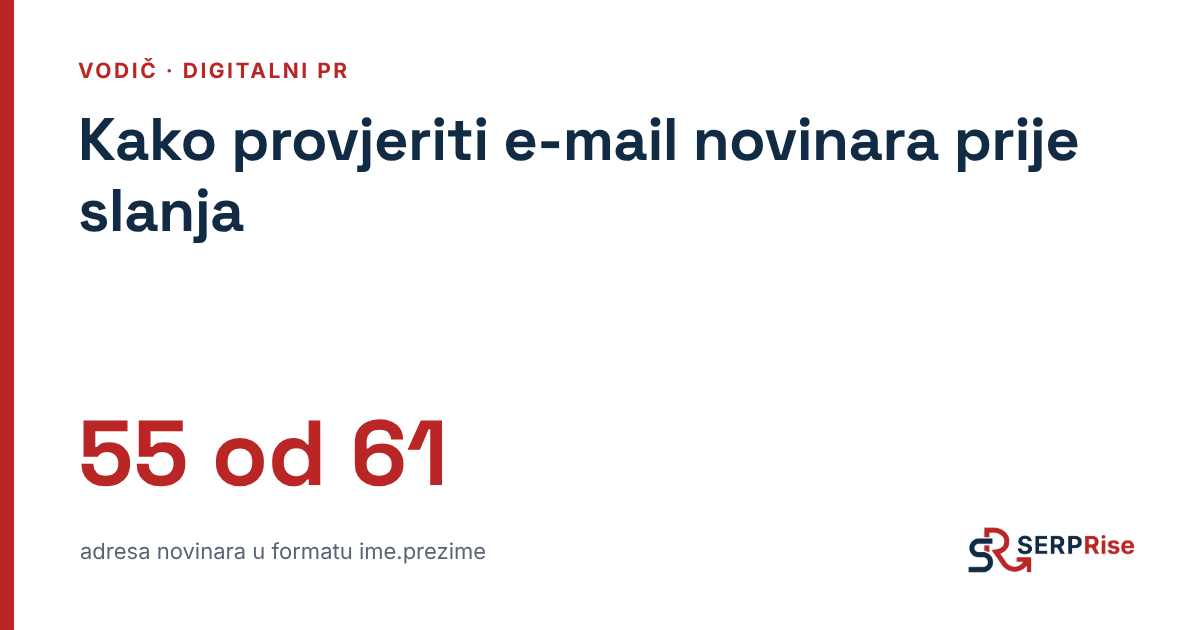 VODIČ · DIGITALNI PR
Kako provjeriti e-mail novinara prije
slanja
55 od 61
adresa novinara u formatu ime.prezime
SERPRise